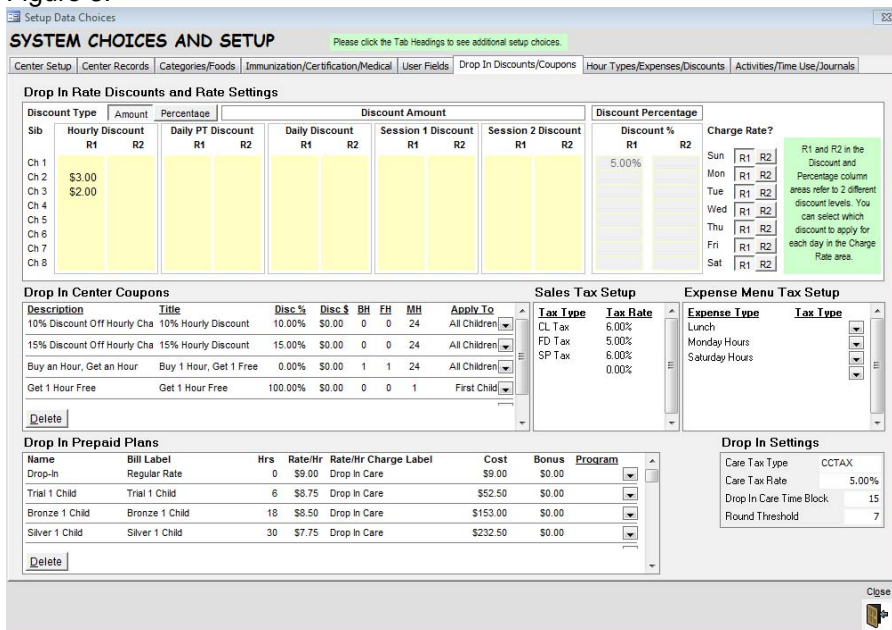 Setup Data Choices
SYSTEM CHOICES AND SETUP
Please click the Tab Headings to see additional setup choices.
Center Setup Center Records Categories/Foods Immunization/Certification/Medical User Fields Drop In Discounts/Coupons Hour Types/Expenses/Discounts Activities/Time Use/Journals
Drop In Rate Discounts and Rate Settings
Discount Type Amount Percentage Discount Amount Discount Percentage
Sib Hourly Discount Daily PT Discount Daily Discount Session 1 Discount Session 2 Discount Discount % Charge Rate?
R1 R2 R1 R2 R1 R2 R1 R2 R1 R2 R1 R2
Ch 1 5.00%
Ch 2 $3.00
Ch 3 $2.00
Ch 4
Ch 5
Ch 6
Ch 7
Ch 8
Sun R1 R2
Mon R1 R2
Tue R1 R2
Wed R1 R2
Thu R1 R2
Fri R1 R2
Sat R1 R2
R1 and R2 in the
Discount and
Percentage column
areas refer to 2 different
discount levels. You
can select which
discount to apply for
each day in the Charge
Rate area.
Drop In Center Coupons
Description Title Disc % Disc $ BH FH MH Apply To
10% Discount Off Hourly Cha 10% Hourly Discount 10.00% $0.00 0 0 24 All Children
15% Discount Off Hourly Cha 15% Hourly Discount 15.00% $0.00 0 0 24 All Children
Buy an Hour, Get an Hour Buy 1 Hour, Get 1 Free 0.00% $0.00 1 1 24 All Children
Get 1 Hour Free Get 1 Hour Free 100.00% $0.00 0 0 1 First Child
Delete
Sales Tax Setup
Tax Type Tax Rate
CL Tax 6.00%
FD Tax 5.00%
SP Tax 6.00%
0.00%
Expense Menu Tax Setup
Expense Type Tax Type
Lunch
Monday Hours
Saturday Hours
Drop In Prepaid Plans
Name Bill Label Hrs Rate/Hr Rate/Hr Charge Label Cost Bonus Program
Drop-In Regular Rate 0 $9.00 Drop In Care $9.00 $0.00
Trial 1 Child Trial 1 Child 6 $8.75 Drop In Care $52.50 $0.00
Bronze 1 Child Bronze 1 Child 18 $8.50 Drop In Care $153.00 $0.00
Silver 1 Child Silver 1 Child 30 $7.75 Drop In Care $232.50 $0.00
Delete
Drop In Settings
Care Tax Type CCTAX
Care Tax Rate 5.00%
Drop In Care Time Block 15
Round Threshold 7
Close